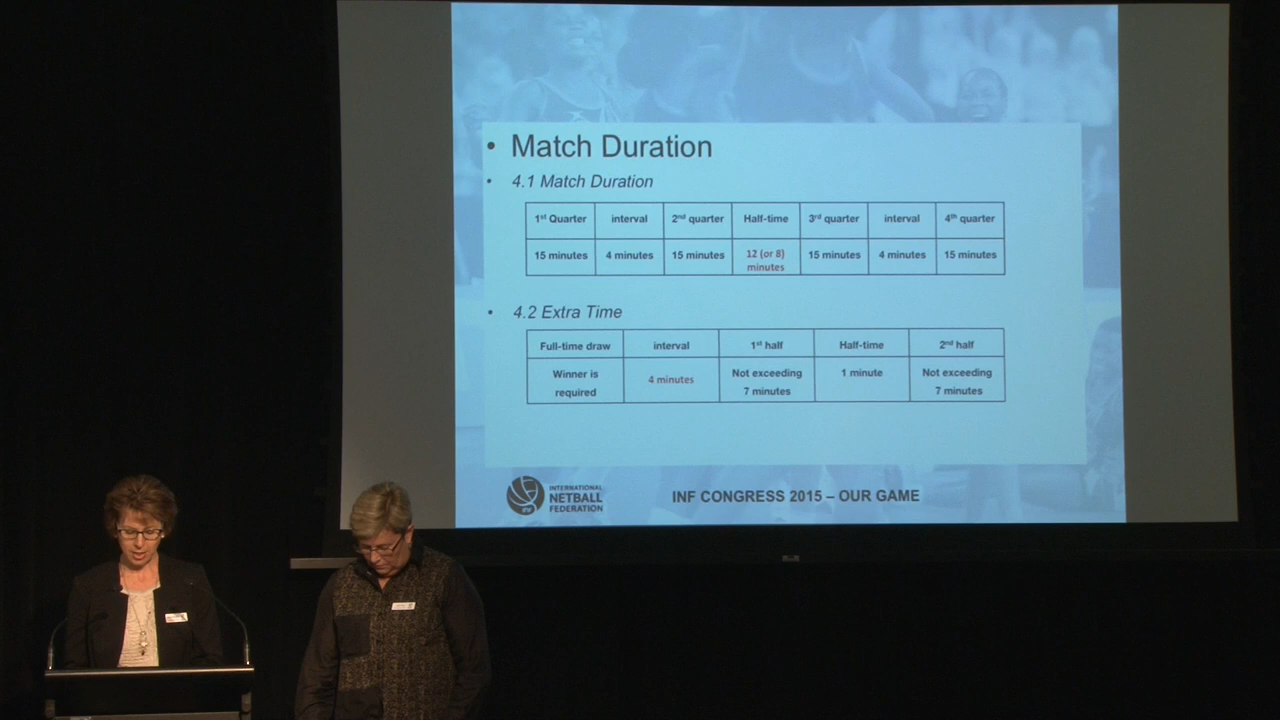 • Match Duration
• 4.1 Match Duration
1st Quarter interval 2nd quarter Half-time 3rd quarter interval 4th quarter
15 minutes 4 minutes 15 minutes 12 (or 8) minutes 15 minutes 4 minutes 15 minutes
• 4.2 Extra Time
Full-time draw interval 1st half Half-time 2nd half
Winner is required 4 minutes Not exceeding 7 minutes 1 minute Not exceeding 7 minutes
INTERNATIONAL
NETBALL
FEDERATION
INF CONGRESS 2015 – OUR GAME